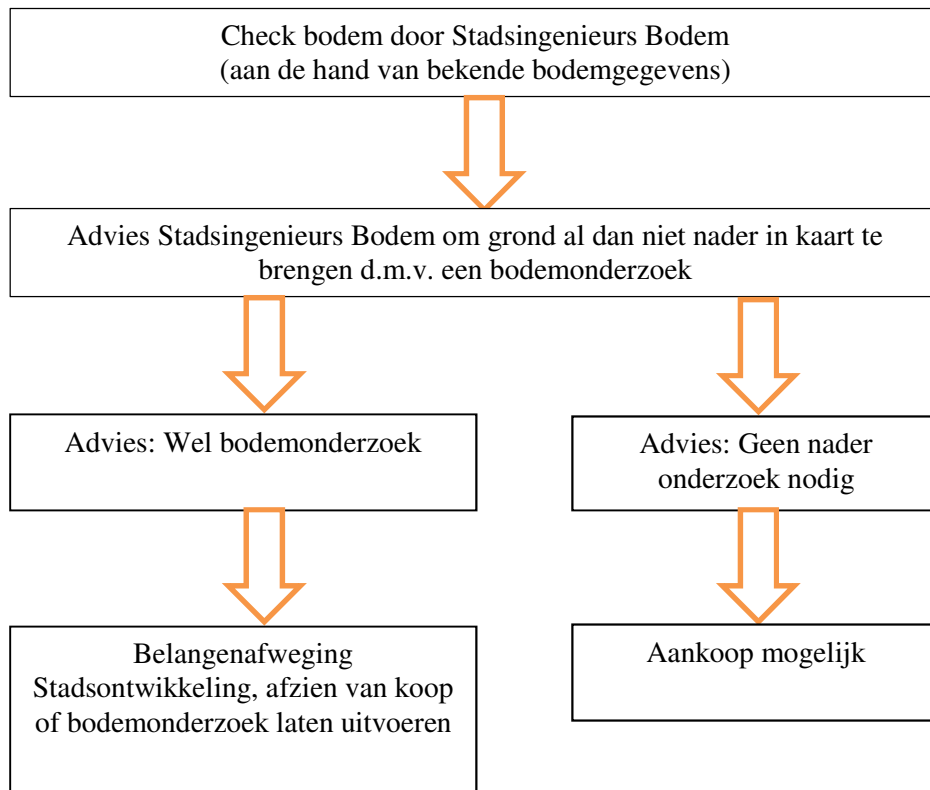 Check bodem door Stadsingenieurs Bodem
(aan de hand van bekende bodemgegevens)
Advies Stadsingenieurs Bodem om grond al dan niet nader in kaart te
brengen d.m.v. een bodemonderzoek
Advies: Wel bodemonderzoek
Advies: Geen nader
onderzoek nodig
Belangenafweging
Stadsontwikkeling, afzien van koop
of bodemonderzoek laten uitvoeren
Aankoop mogelijk